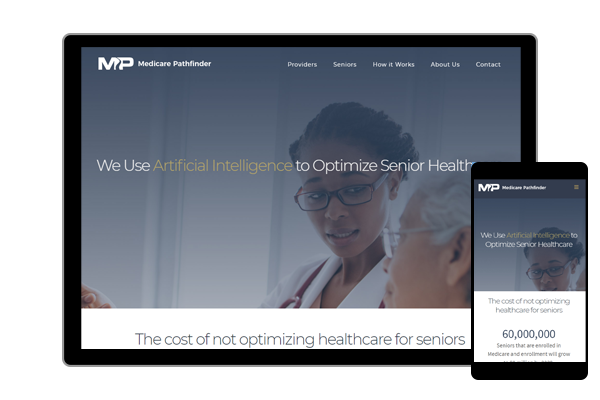 MP Medicare Pathfinder
Providers Seniors How it Works About Us Contact
We Use Artificial Intelligence to Optimize Senior Health
The cost of not optimizing healthcare for seniors
MP Medicare Pathfinder
We Use Artificial Intelligence to
Optimize Senior Healthcare
The cost of not optimizing
healthcare for seniors
60,000,000
Seniors that are enrolled in
Medicare and enrollment will grow